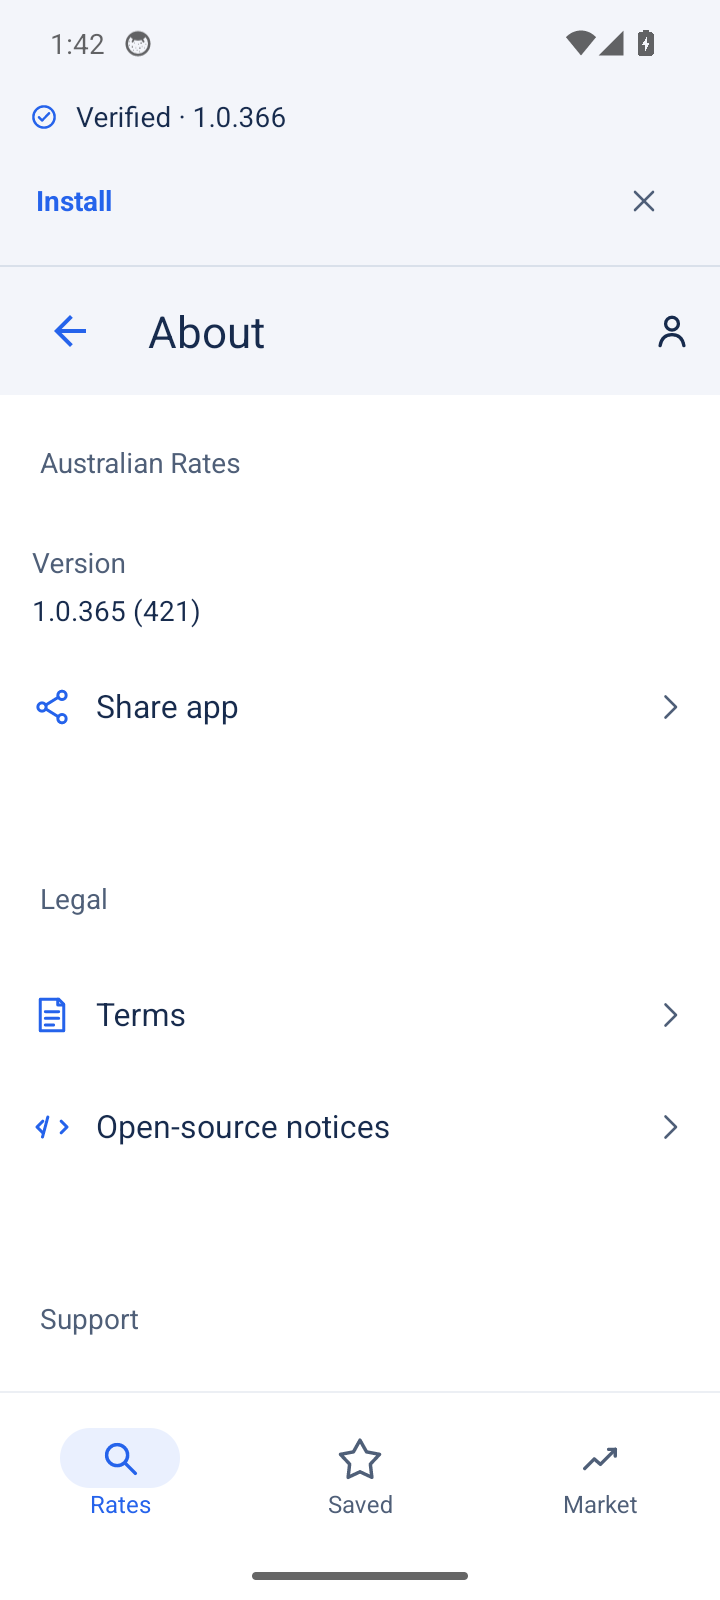 1:42
Verified · 1.0.366
Install
About
Australian Rates
Version
1.0.365 (421)
Share app
Legal
Terms
Open-source notices
Support
Rates
Saved
Market